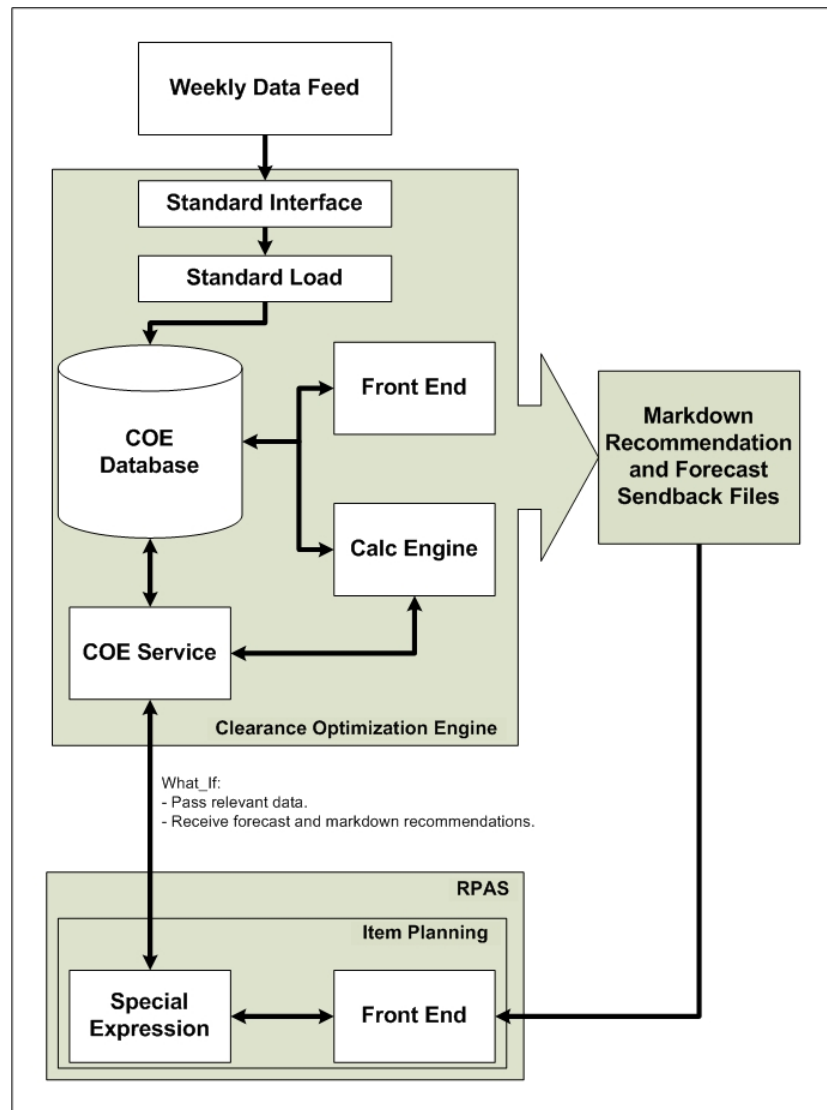 Weekly Data Feed
Standard Interface
Standard Load
COE
Database
Front End
Calc Engine
COE Service
Clearance Optimization Engine
Markdown
Recommendation
and Forecast
Sendback Files
What_If:
- Pass relevant data.
- Receive forecast and markdown recommendations.
RPAS
Item Planning
Special
Expression
Front End